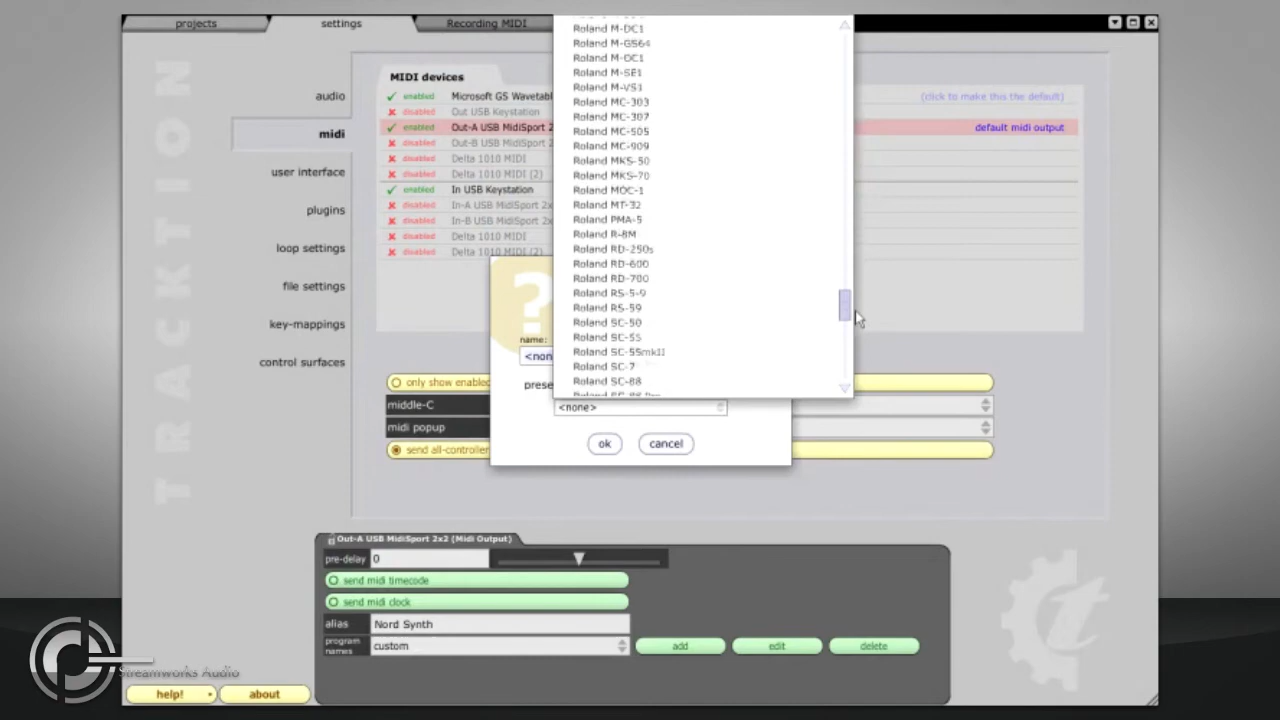 projects
settings
Recording MIDI
TRACKTION
audio
midi
user interface
plugins
loop settings
file settings
key-mappings
control surfaces
MIDI devices
enabled Microsoft GS Wavetabl (click to make this the default)
disabled Out USB Keystation
enabled Out-A USB MidiSport 2 default midi output
disabled Out-B USB MidiSport 2
disabled Delta 1010 MIDI
disabled Delta 1010 MIDI (2)
enabled In USB Keystation
disabled In-A USB MidiSport 2x
disabled In-B USB MidiSport 2x
disabled Delta 1010 MIDI
disabled Delta 1010 MIDI (2)
Roland M-DC1
Roland M-GS64
Roland M-OC1
Roland M-SE1
Roland M-VS1
Roland MC-303
Roland MC-307
Roland MC-505
Roland MC-909
Roland MKS-50
Roland MKS-70
Roland MOC-1
Roland MT-32
Roland PMA-5
Roland R-8M
Roland RD-250s
Roland RD-600
Roland RD-700
Roland RS-5-9
Roland RS-59
Roland SC-50
Roland SC-55
Roland SC-55mkII
Roland SC-7
Roland SC-88
?
name:
<non
prese
<none>
ok
cancel
only show enable
middle-C
midi popup
send all-controller
Out-A USB MidiSport 2x2 (Midi Output)
pre-delay 0
send midi timecode
send midi clock
alias Nord Synth
program names custom
add
edit
delete
Streamworks Audio
help!
about